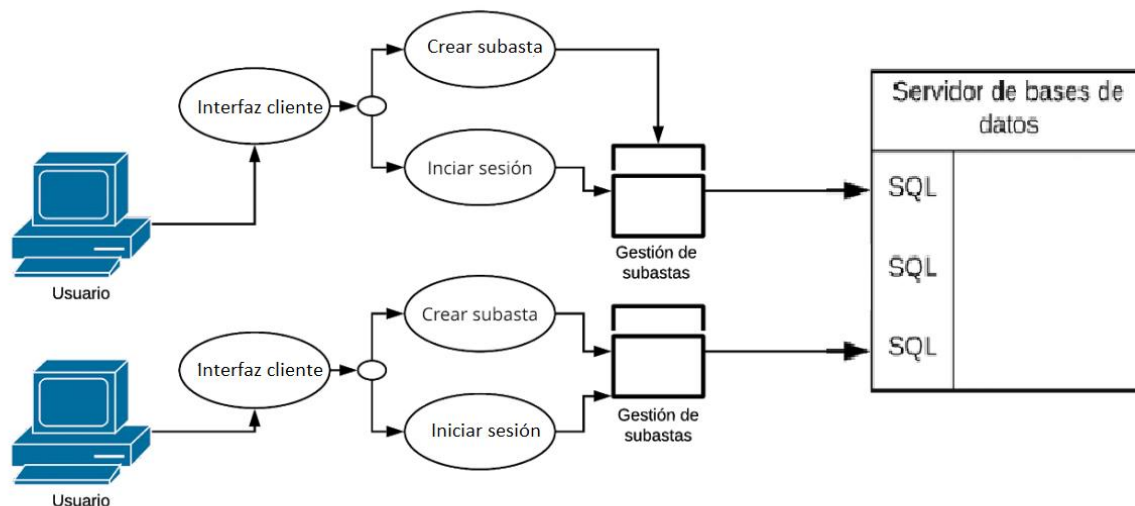 Crear subasta
Interfaz cliente
Inciar sesión
Usuario
Gestión de
subastas
Servidor de bases de
datos
SQL
SQL
SQL
Crear subasta
Interfaz cliente
Iniciar sesión
Usuario
Gestión de
subastas